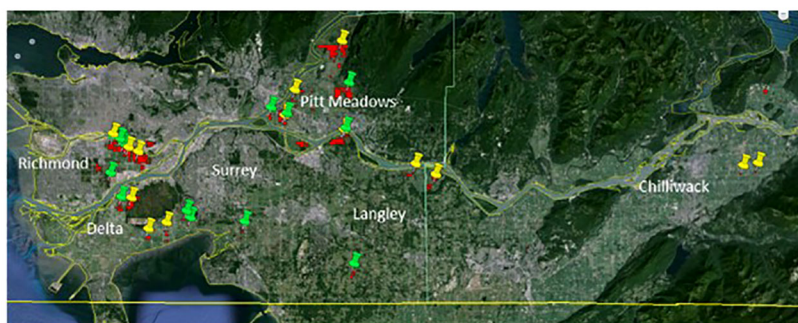 Pitt Meadows
Richmond
Surrey
Chilliwack
Langley
Delta